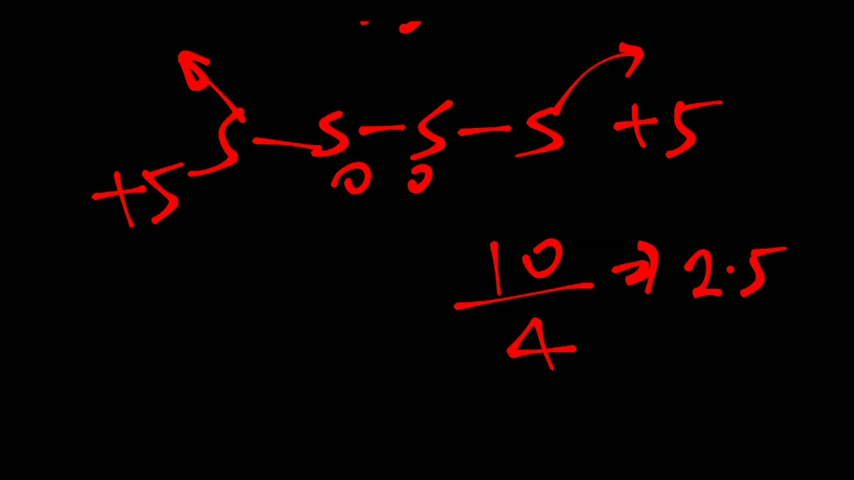 S — S — S — S +5
+5
0 0
10/4 → 2.5